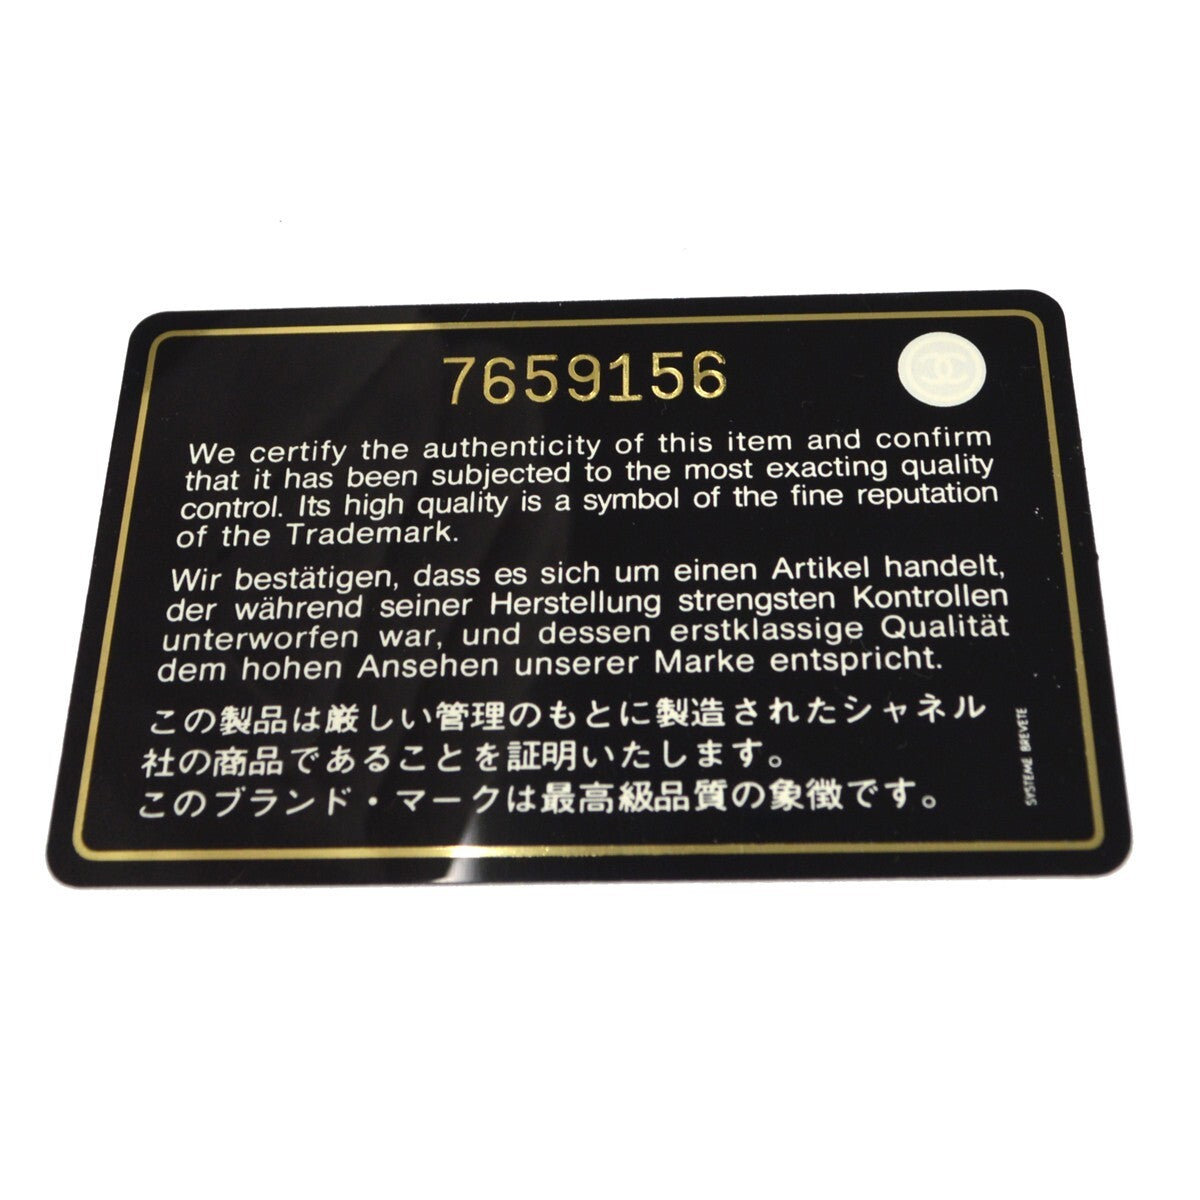 7659156
We certify the authenticity of this item and confirm
that it has been subjected to the most exacting quality
control. Its high quality is a symbol of the fine reputation
of the Trademark.
Wir bestätigen, dass es sich um einen Artikel handelt,
der während seiner Herstellung strengsten Kontrollen
unterworfen war, und dessen erstklassige Qualität
dem hohen Ansehen unserer Marke entspricht.
この製品は厳しい管理のもとに製造されたシャネル
社の商品であることを証明いたします。
このブランド・マークは最高級品質の象徴です。
SYSTEME BREVETE